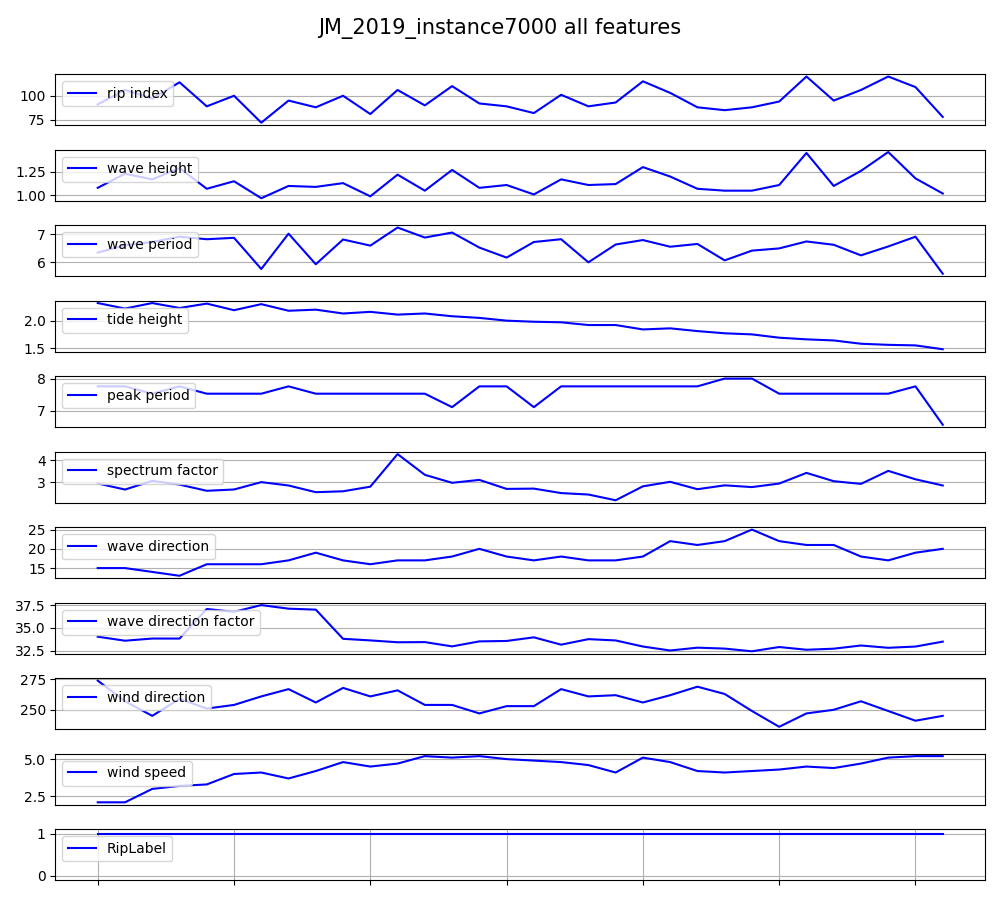 JM_2019_instance7000 all features
100
75
rip index
1.25
1.00
wave height
7
6
wave period
2.0
1.5
tide height
8
7
peak period
4
3
spectrum factor
25
20
15
wave direction
37.5
35.0
32.5
wave direction factor
275
250
wind direction
5.0
2.5
wind speed
1
0
RipLabel